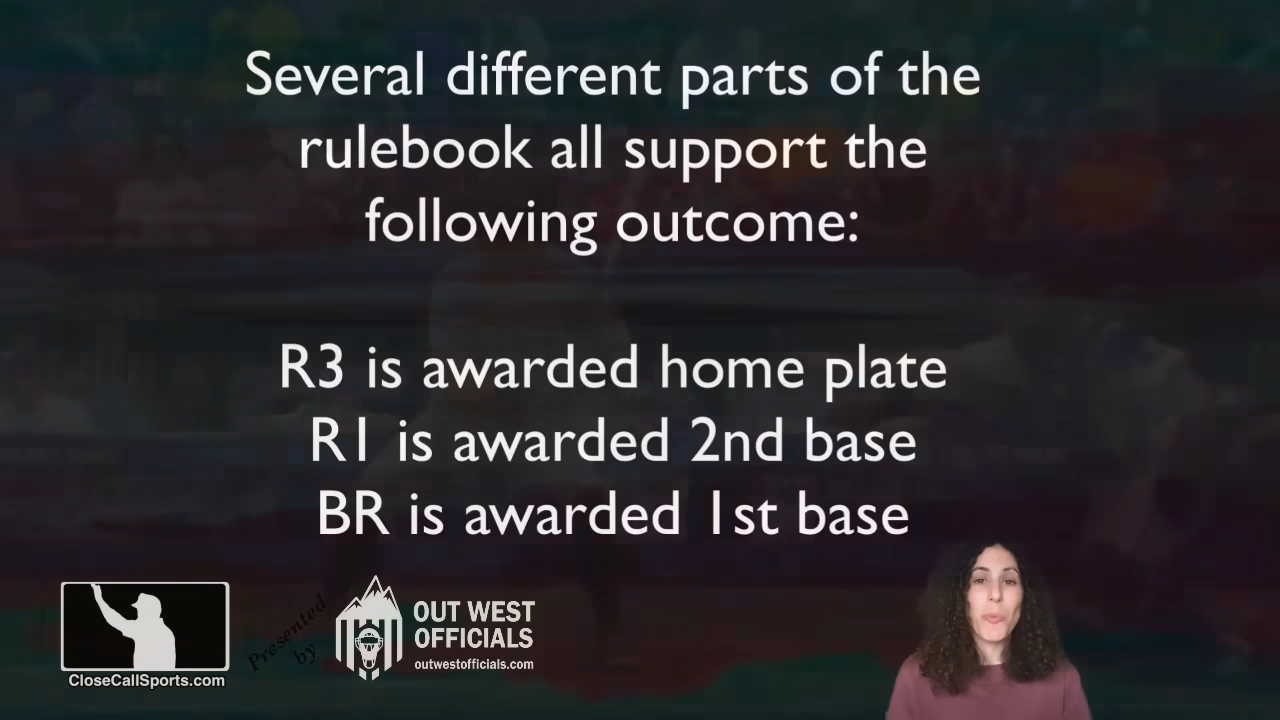 Several different parts of the
rulebook all support the
following outcome:
R3 is awarded home plate
R1 is awarded 2nd base
BR is awarded 1st base
CloseCallSports.com
Presented
by
OUT WEST
OFFICIALS
outwestofficials.com